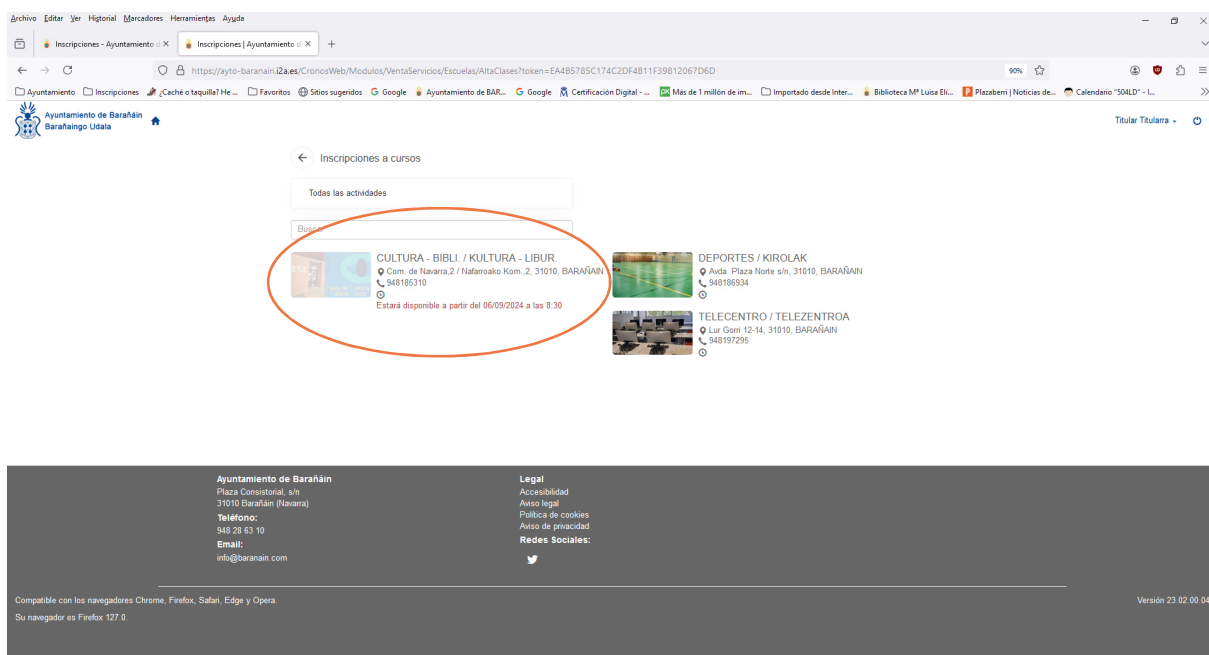 Archivo Editar Ver Historial Marcadores Herramientas Ayuda
Inscripciones - Ayuntamiento d
Inscripciones | Ayuntamiento d
https://ayto-baranain.i2a.es/CronosWeb/Modulos/VentaServicios/Escuelas/AltaClases?token=EA4B5785C174C2DF4B11F39812067D6D
90%
Ayuntamiento Inscripciones ¿Caché o taquilla? He ... Favoritos Sitios sugeridos Google Ayuntamiento de BAR... Google Certificación Digital - ... Más de 1 millón de im... Importado desde Inter... Biblioteca Mª Luisa Elí... Plazaberri | Noticias de... Calendario "504LD" - I...
Ayuntamiento de Barañáin
Barañaingo Udala
Titular Titularra
Inscripciones a cursos
Todas las actividades
Buscar
CULTURA - BIBLI. / KULTURA - LIBUR.
Com. de Navarra,2 / Nafarroako Kom.,2, 31010, BARAÑAIN
948185310
Estará disponible a partir del 06/09/2024 a las 8:30
DEPORTES / KIROLAK
Avda. Plaza Norte s/n, 31010, BARAÑAIN
948186934
TELECENTRO / TELEZENTROA
Lur Gorri 12-14, 31010, BARAÑAIN
948197295
Ayuntamiento de Barañáin
Plaza Consistorial, s/n
31010 Barañáin (Navarra)
Teléfono:
948 28 63 10
Email:
info@baranain.com
Legal
Accesibilidad
Aviso legal
Política de cookies
Aviso de privacidad
Redes Sociales:
Compatible con los navegadores Chrome, Firefox, Safari, Edge y Opera.
Su navegador es Firefox 127.0.
Versión 23.02.00.04